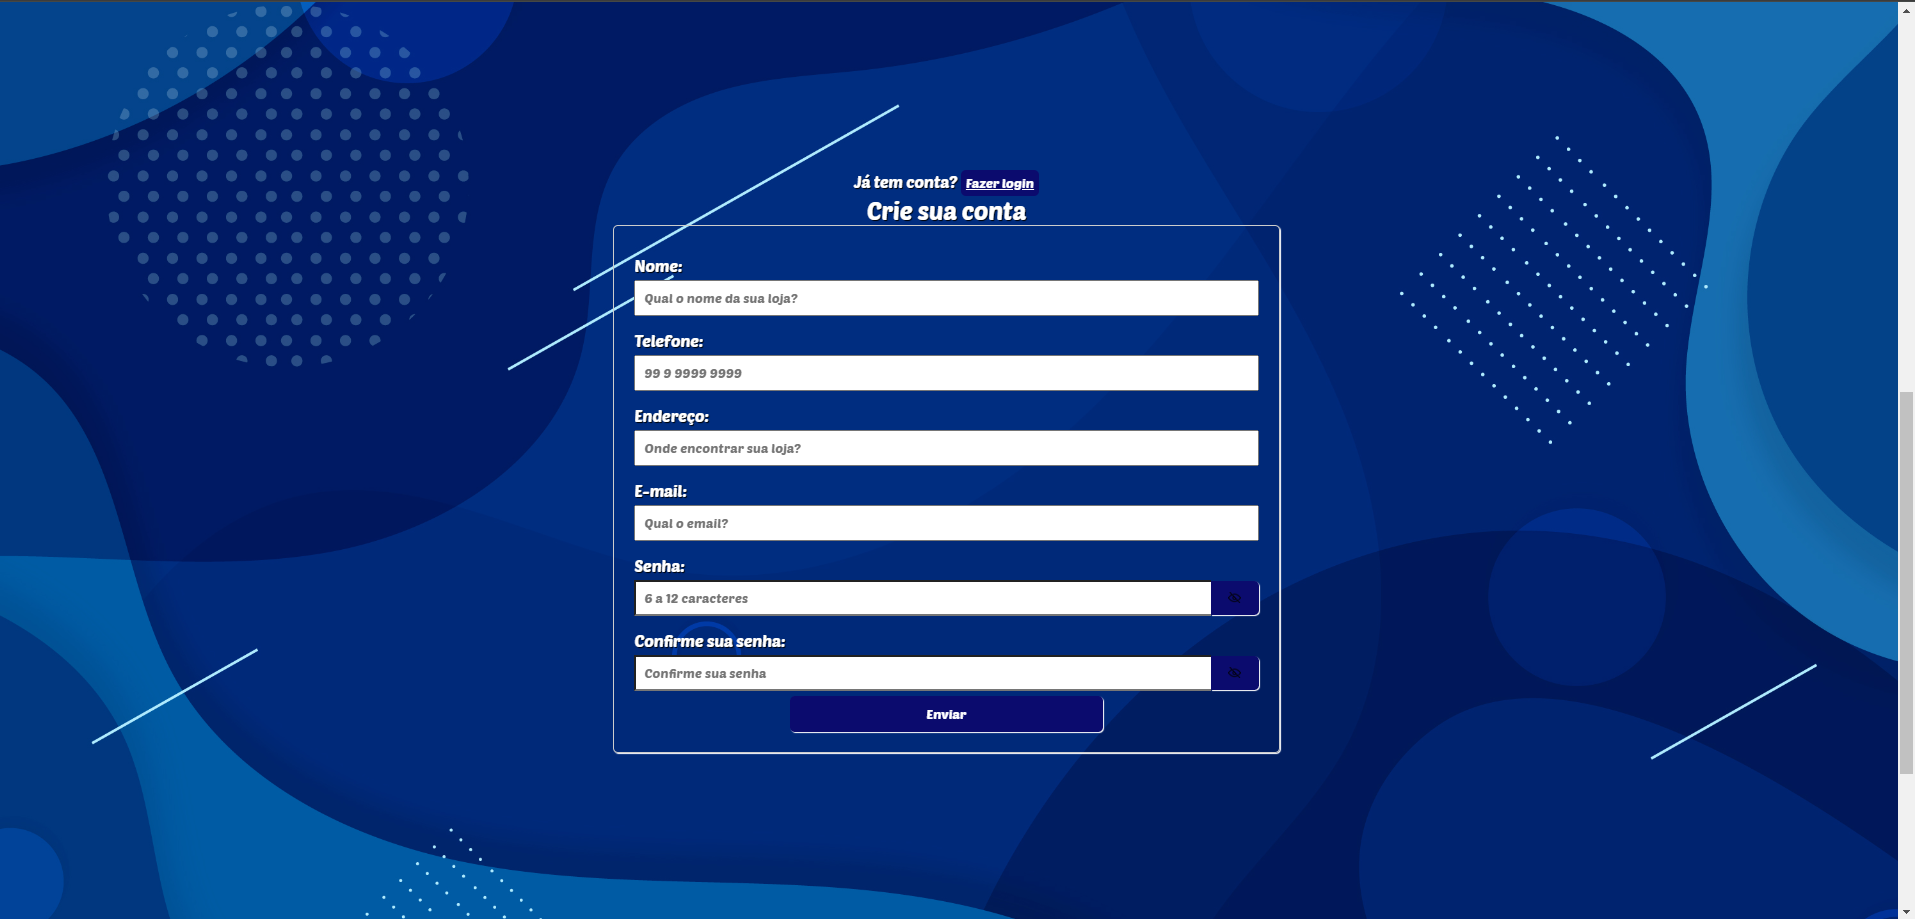 Já tem conta? Fazer login
Crie sua conta
Nome:
Qual o nome da sua loja?
Telefone:
99 9 9999 9999
Endereço:
Onde encontrar sua loja?
E-mail:
Qual o email?
Senha:
6 a 12 caracteres
Confirme sua senha:
Confirme sua senha
Enviar